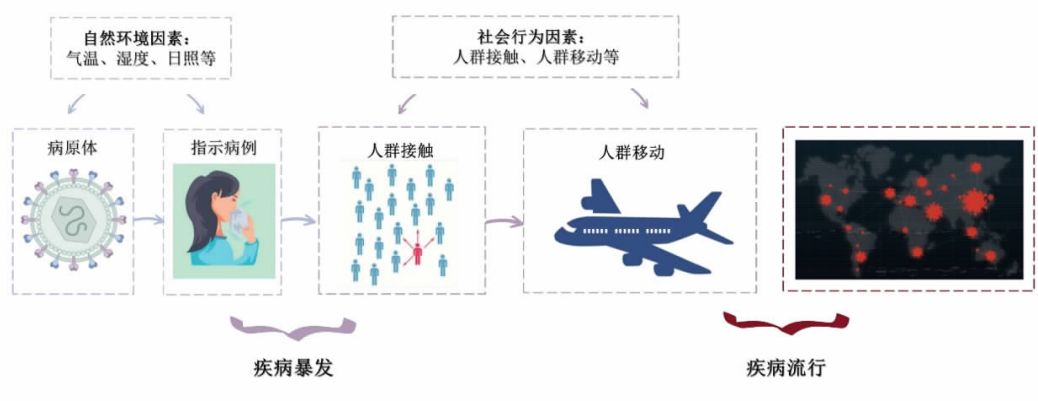 自然环境因素：
气温、湿度、日照等
社会行为因素：
人群接触、人群移动等
病原体
指示病例
人群接触
人群移动
疾病暴发
疾病流行